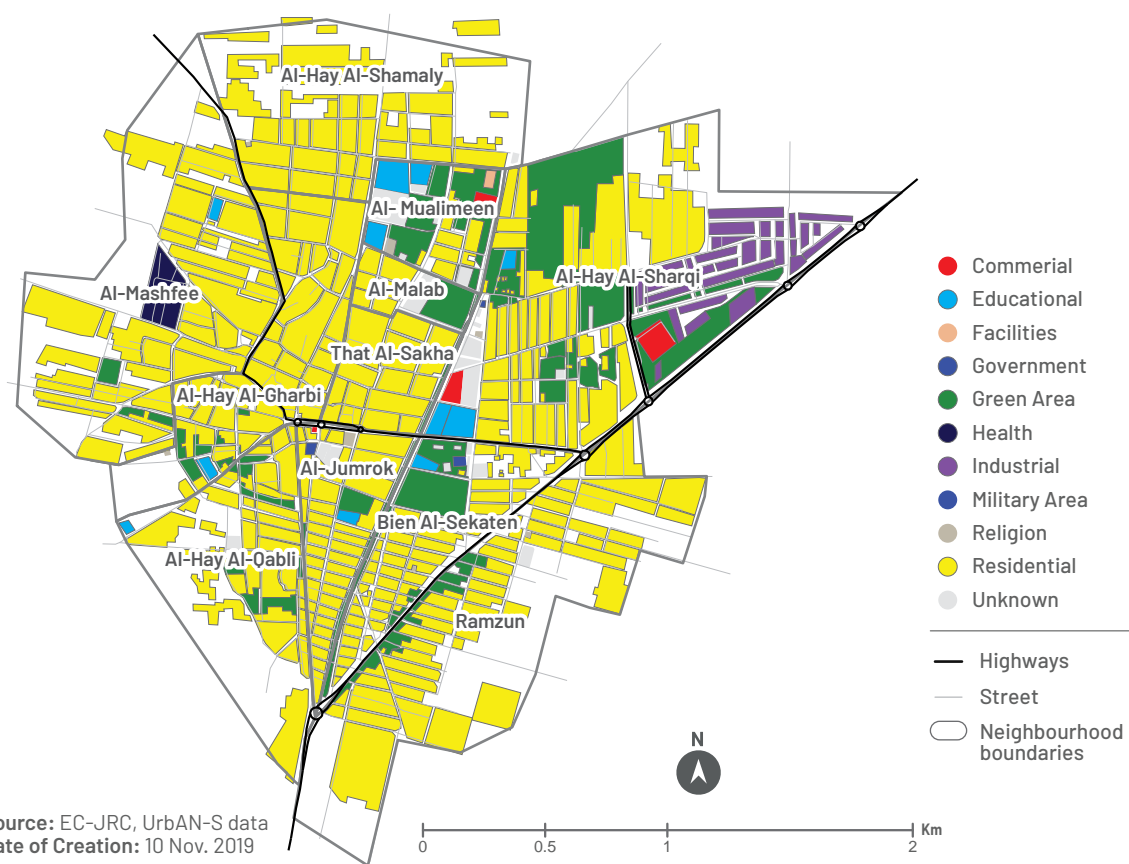 Al-Hay Al-Shamaly
Al- Mualimeen
Al-Hay Al-Sharqi
Al-Mashfee
Al-Malab
That Al-Sakha
Al-Hay Al-Gharbi
Al-Jumrok
Bien Al-Sekaten
Al-Hay Al-Qabli
Ramzun
Commerial
Educational
Facilities
Government
Green Area
Health
Industrial
Military Area
Religion
Residential
Unknown
Highways
Street
Neighbourhood
boundaries
N
Km
0 0.5 1 2
ource: EC-JRC, UrbAN-S data
ate of Creation: 10 Nov. 2019